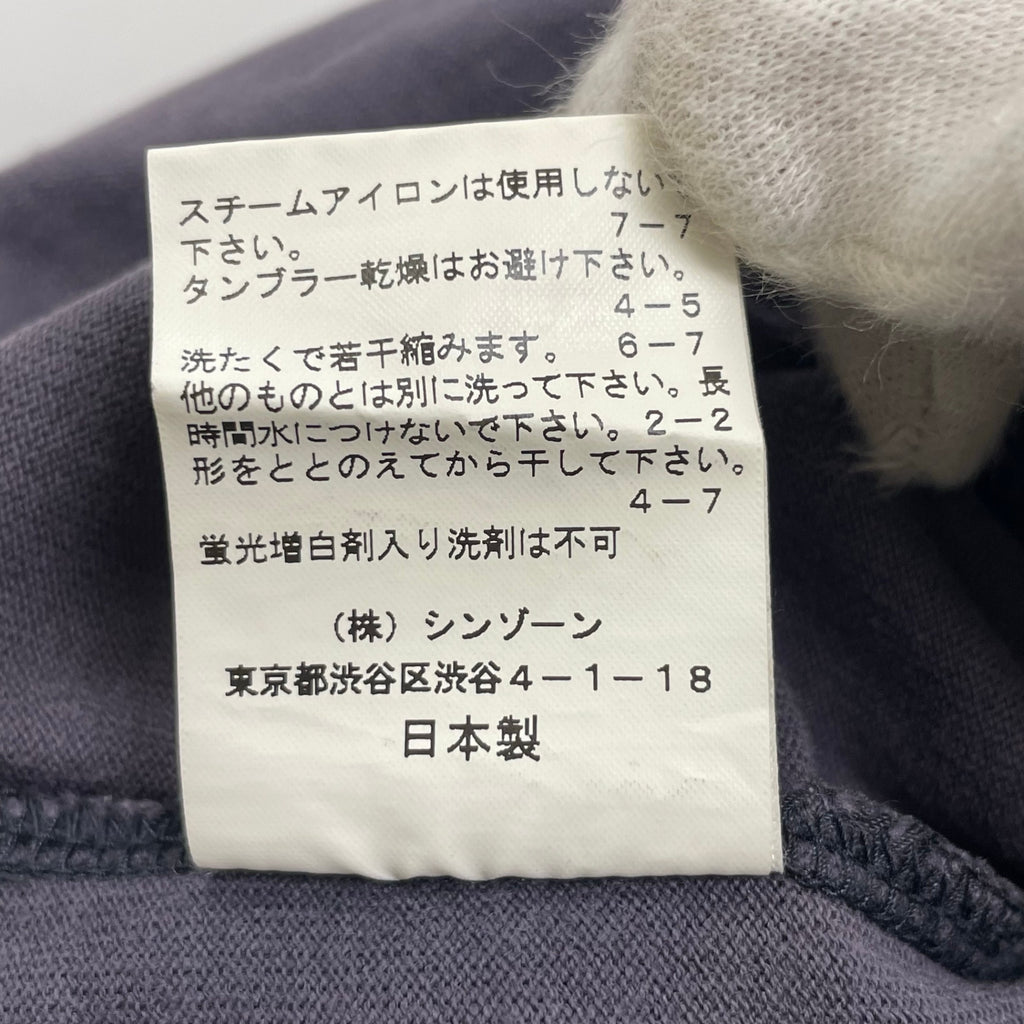 スチームアイロンは使用しない
下さい。 7-7
タンブラー乾燥はお避け下さい。
4-5
洗たくで若干縮みます。 6-7
他のものとは別に洗って下さい。長
時間水につけないで下さい。2-2
形をととのえてから干して下さい。
4-7
蛍光増白剤入り洗剤は不可
(株)シンゾーン
東京都渋谷区渋谷4-1-18
日本製